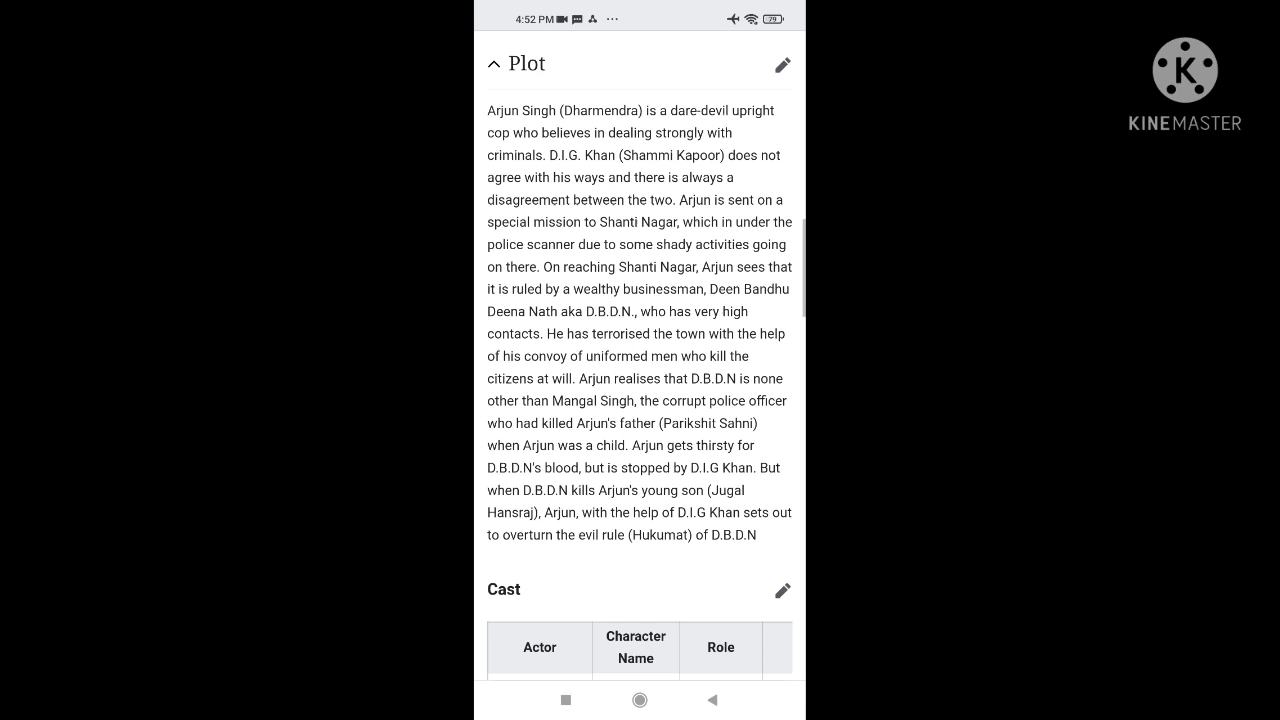 4:52 PM
79
Plot
KINEMASTER
Arjun Singh (Dharmendra) is a dare-devil upright
cop who believes in dealing strongly with
criminals. D.I.G. Khan (Shammi Kapoor) does not
agree with his ways and there is always a
disagreement between the two. Arjun is sent on a
special mission to Shanti Nagar, which in under the
police scanner due to some shady activities going
on there. On reaching Shanti Nagar, Arjun sees that
it is ruled by a wealthy businessman, Deen Bandhu
Deena Nath aka D.B.D.N., who has very high
contacts. He has terrorised the town with the help
of his convoy of uniformed men who kill the
citizens at will. Arjun realises that D.B.D.N is none
other than Mangal Singh, the corrupt police officer
who had killed Arjun's father (Parikshit Sahni)
when Arjun was a child. Arjun gets thirsty for
D.B.D.N's blood, but is stopped by D.I.G Khan. But
when D.B.D.N kills Arjun's young son (Jugal
Hansraj), Arjun, with the help of D.I.G Khan sets out
to overturn the evil rule (Hukumat) of D.B.D.N
Cast
Actor
Character
Name
Role